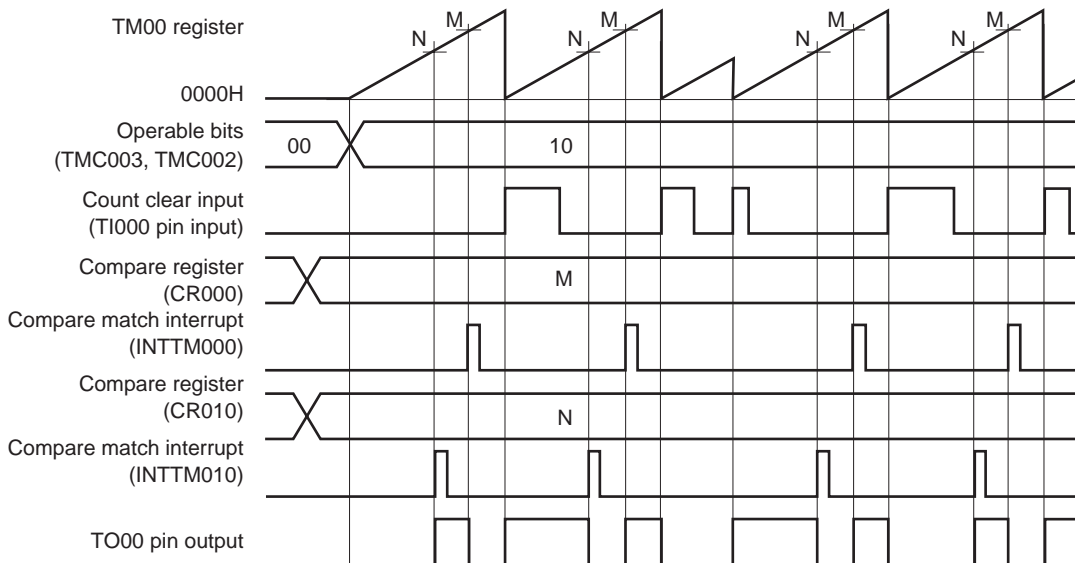 TM00 register
M
N
M
N
M
N
M
N
0000H
Operable bits
(TMC003, TMC002)
00
10
Count clear input
(TI000 pin input)
Compare register
(CR000)
M
Compare match interrupt
(INTTM000)
Compare register
(CR010)
N
Compare match interrupt
(INTTM010)
TO00 pin output